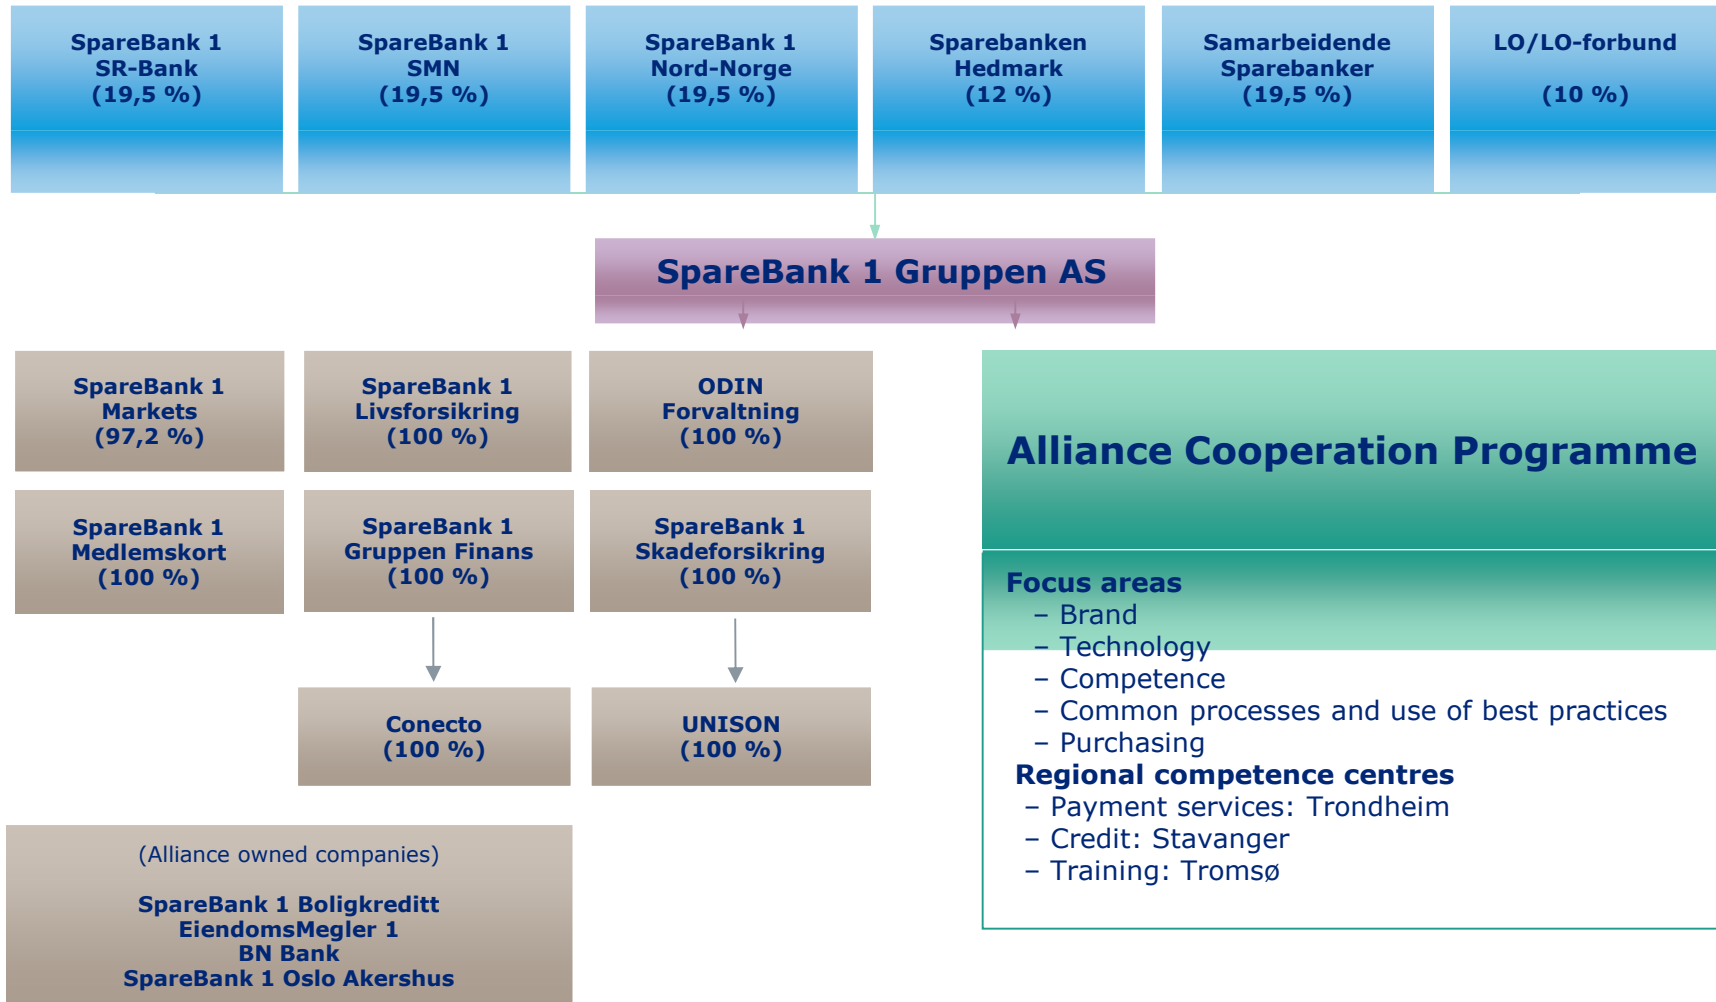 SpareBank 1
SR-Bank
(19,5 %)
SpareBank 1
SMN
(19,5 %)
SpareBank 1
Nord-Norge
(19,5 %)
Sparebanken
Hedmark
(12 %)
Samarbeidende
Sparebanker
(19,5 %)
LO/LO-forbund
(10 %)
SpareBank 1 Gruppen AS
SpareBank 1
Markets
(97,2 %)
SpareBank 1
Livsforsikring
(100 %)
ODIN
Forvaltning
(100 %)
SpareBank 1
Medlemskort
(100 %)
SpareBank 1
Gruppen Finans
(100 %)
SpareBank 1
Skadeforsikring
(100 %)
Conecto
(100 %)
UNISON
(100 %)
(Alliance owned companies)
SpareBank 1 Boligkreditt
EiendomsMegler 1
BN Bank
SpareBank 1 Oslo Akershus
Alliance Cooperation Programme
Focus areas
– Brand
– Technology
– Competence
– Common processes and use of best practices
– Purchasing
Regional competence centres
– Payment services: Trondheim
– Credit: Stavanger
– Training: Tromsø